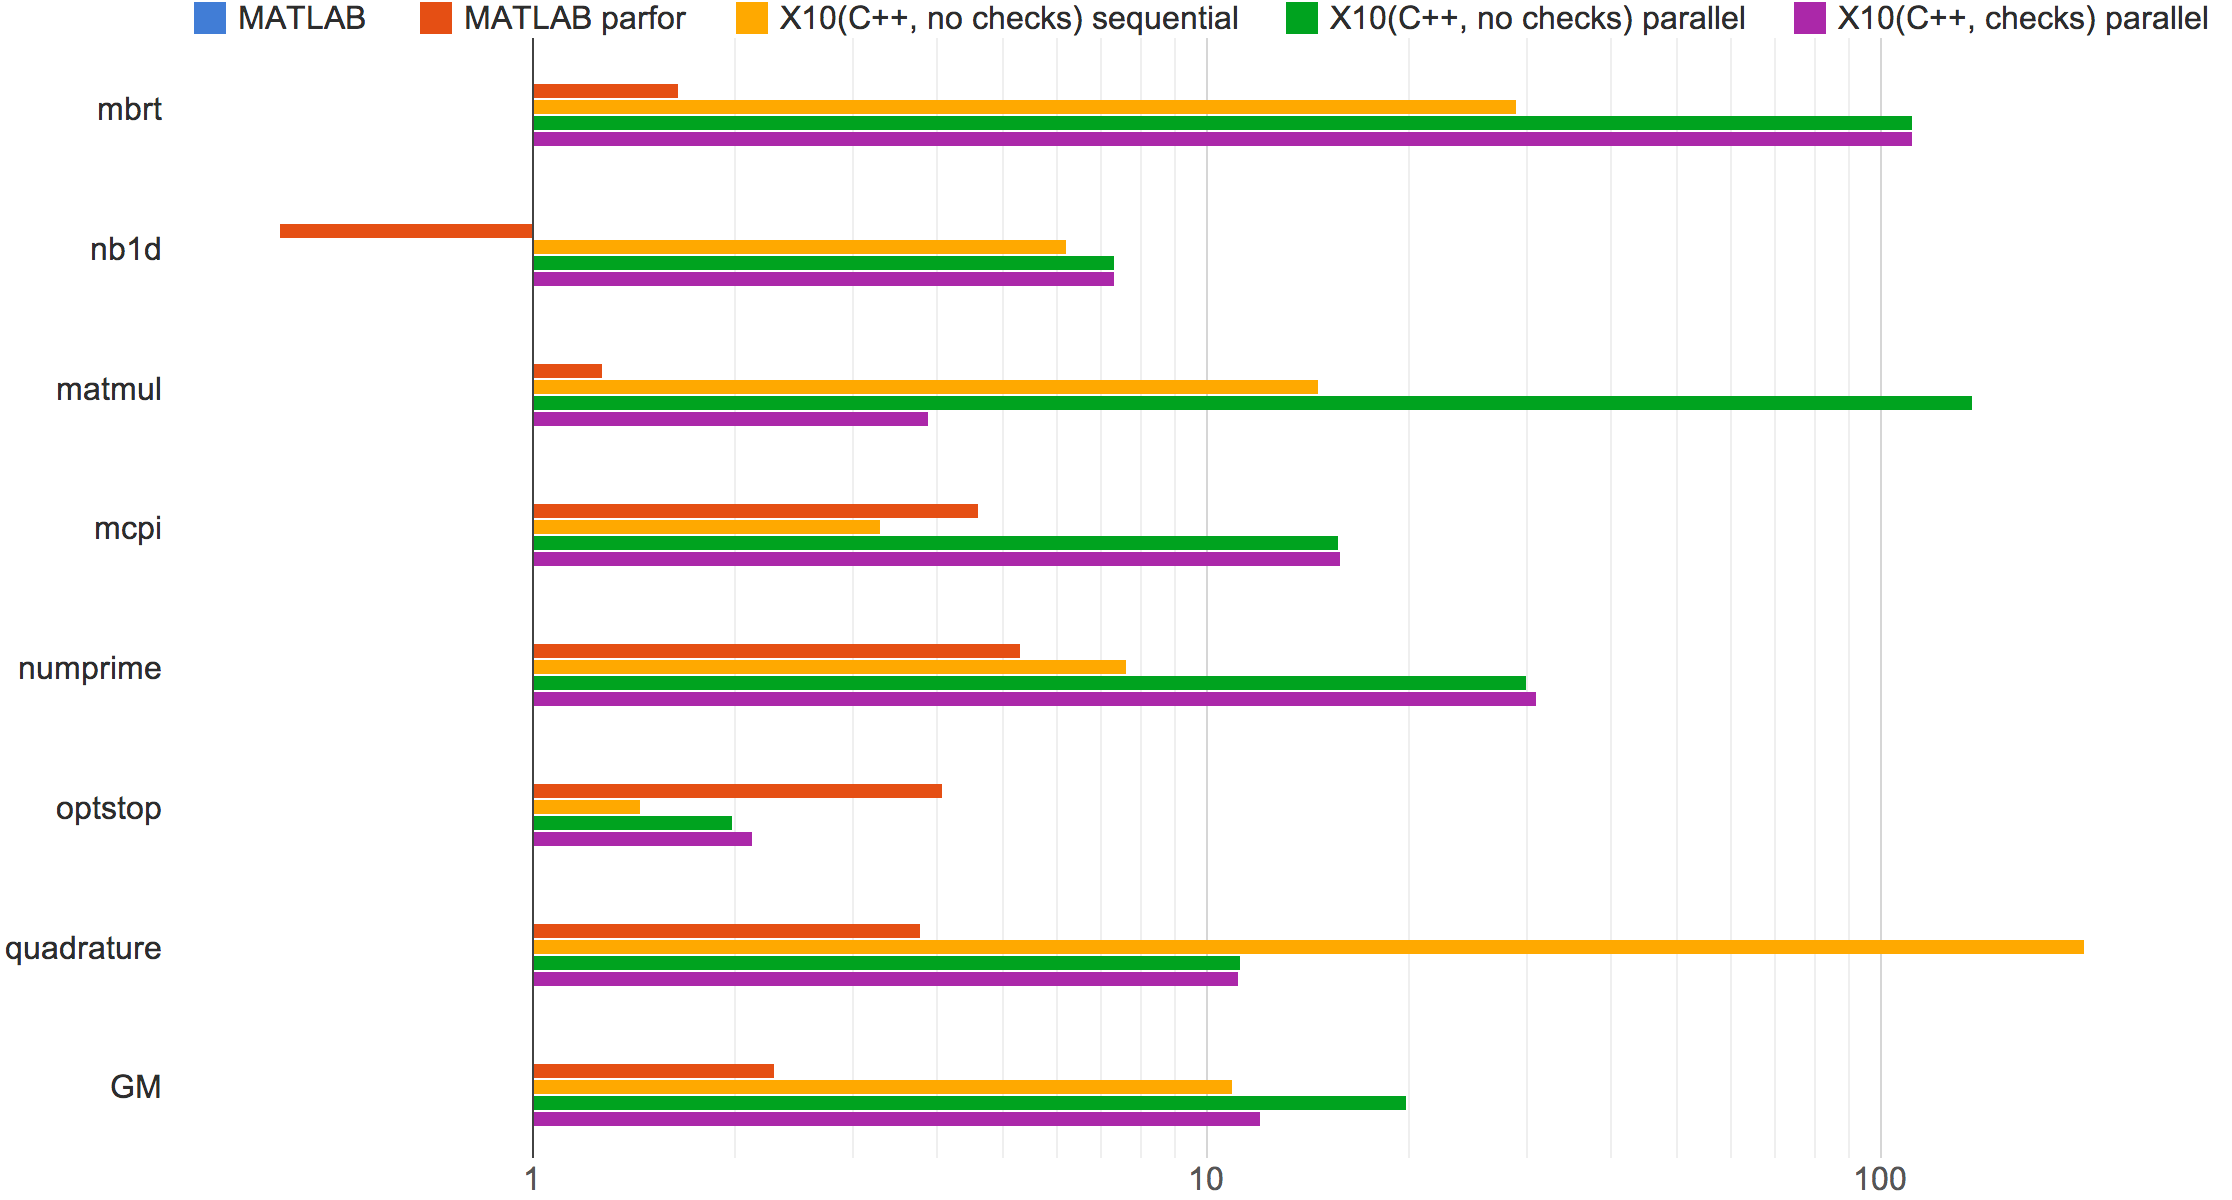 MATLAB MATLAB parfor X10(C++, no checks) sequential X10(C++, no checks) parallel X10(C++, checks) parallel
mbrt
nb1d
matmul
mcpi
numprime
optstop
quadrature
GM
1 10 100